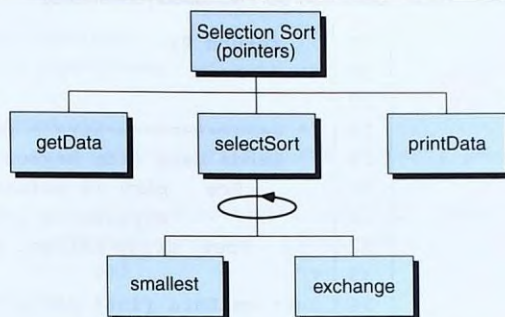 Selection Sort
(pointers)
getData
selectSort
printData
smallest
exchange